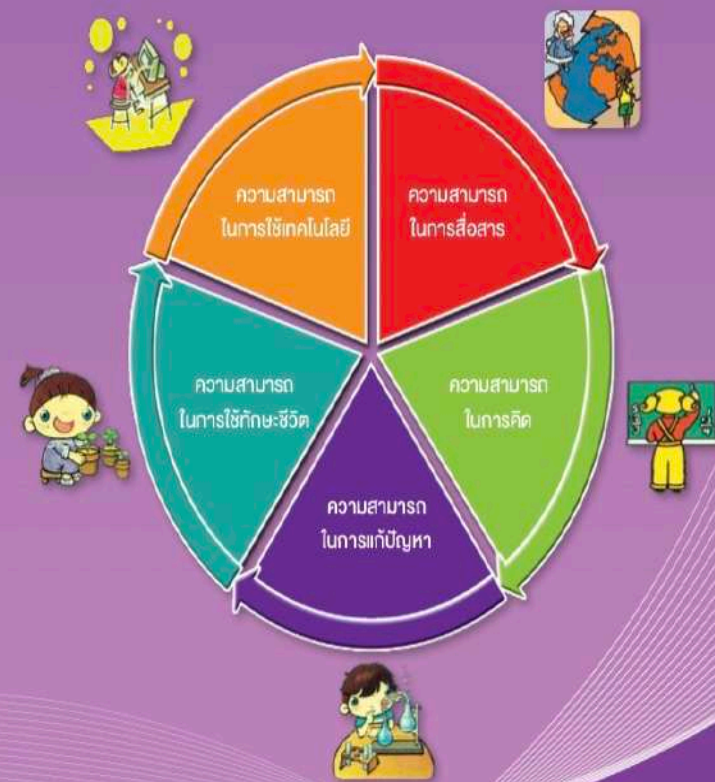 ความสามารถ
ในการสื่อสาร
ความสามารถ
ในการคิด
ความสามารถ
ในการแก้ปัญหา
ความสามารถ
ในการใช้ทักษะชีวิต
ความสามารถ
ในการใช้เทคโนโลยี